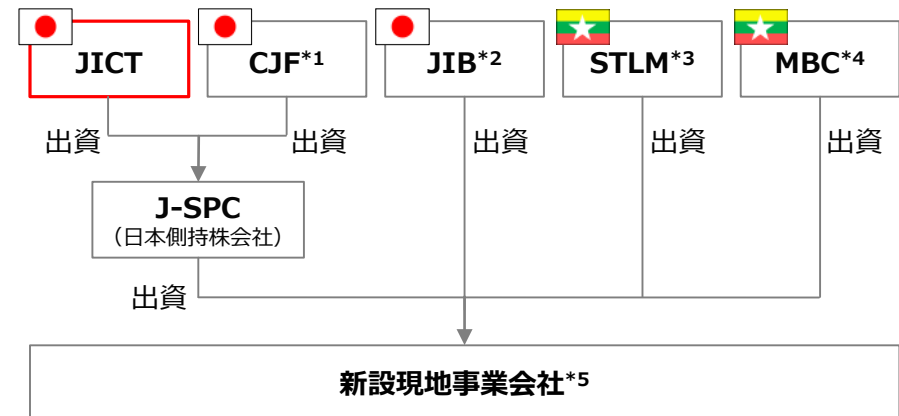 JICT
CJF*1
JIB*2
STLM*3
MBC*4
出資
出資
出資
出資
出資
J-SPC
（日本側持株会社）
出資
新設現地事業会社*5